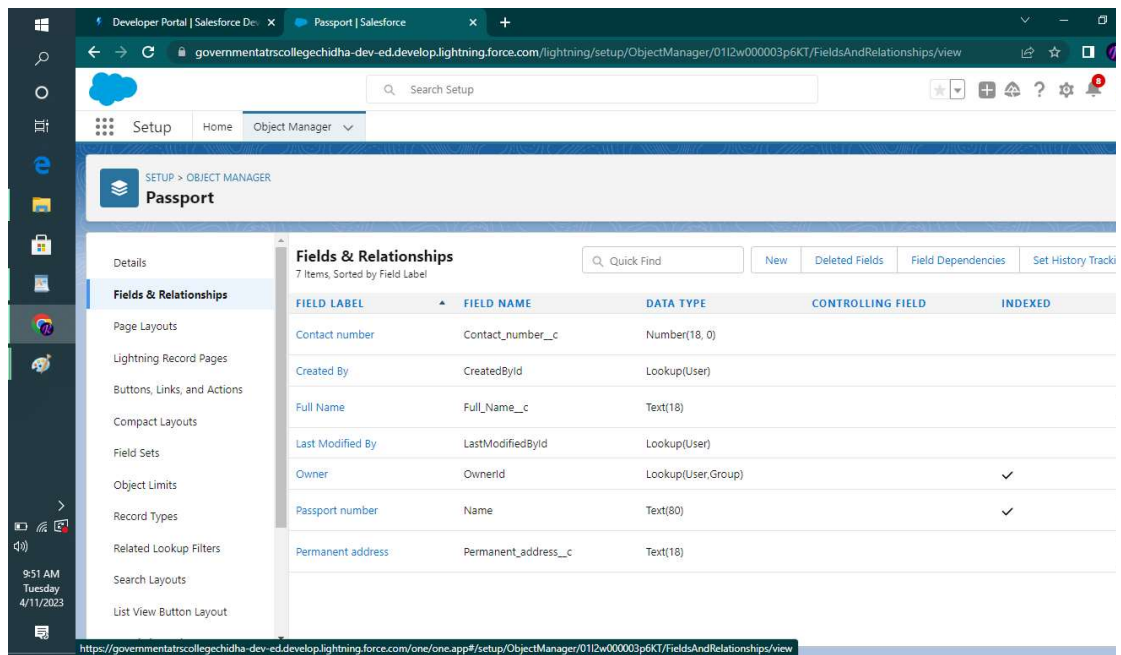 Developer Portal | Salesforce Dev
Passport | Salesforce
governmentatrscollegechidha-dev-ed.develop.lightning.force.com/lightning/setup/ObjectManager/01I2w000003p6KT/FieldsAndRelationships/view
Search Setup
8
Setup Home Object Manager
SETUP > OBJECT MANAGER
Passport
Details
Fields & Relationships
Page Layouts
Lightning Record Pages
Buttons, Links, and Actions
Compact Layouts
Field Sets
Object Limits
Record Types
Related Lookup Filters
Search Layouts
List View Button Layout
Fields & Relationships
7 Items, Sorted by Field Label
Quick Find
New Deleted Fields Field Dependencies Set History Tracki
FIELD LABEL FIELD NAME DATA TYPE CONTROLLING FIELD INDEXED
Contact number Contact_number__c Number(18, 0)
Created By CreatedById Lookup(User)
Full Name Full_Name__c Text(18)
Last Modified By LastModifiedById Lookup(User)
Owner OwnerId Lookup(User,Group)
Passport number Name Text(80)
Permanent address Permanent_address__c Text(18)
9:51 AM
Tuesday
4/11/2023
https://governmentatrscollegechidha-dev-ed.develop.lightning.force.com/one/one.app#/setup/ObjectManager/01I2w000003p6KT/FieldsAndRelationships/view